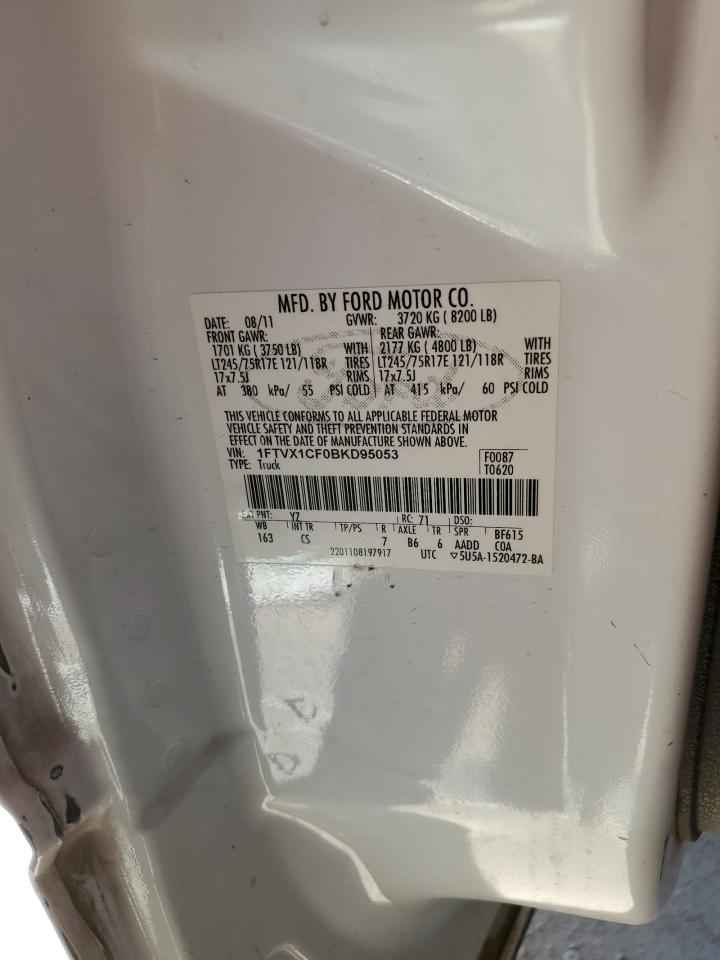 MFD. BY FORD MOTOR CO.
DATE: 08/11 GVWR: 3720 KG ( 8200 LB)
FRONT GAWR: REAR GAWR:
1701 KG ( 3750 LB) WITH 2177 KG ( 4800 LB) WITH
LT245/75R17E 121/118R TIRES LT245/75R17E 121/118R TIRES
17x7.5J RIMS 17x7.5J RIMS
AT 380 kPa/ 55 PSI COLD AT 415 kPa/ 60 PSI COLD
THIS VEHICLE CONFORMS TO ALL APPLICABLE FEDERAL MOTOR
VEHICLE SAFETY AND THEFT PREVENTION STANDARDS IN
EFFECT ON THE DATE OF MANUFACTURE SHOWN ABOVE.
VIN: 1FTVX1CF0BKD95053 F0087
TYPE: Truck T0620
EXT PNT: YZ RC: 71 DSO:
WB INT TR TP/PS R AXLE TR SPR BF615
163 CS 7 B6 6 AADD COA
2201108197917 UTC ▽5U5A-1520472-BA